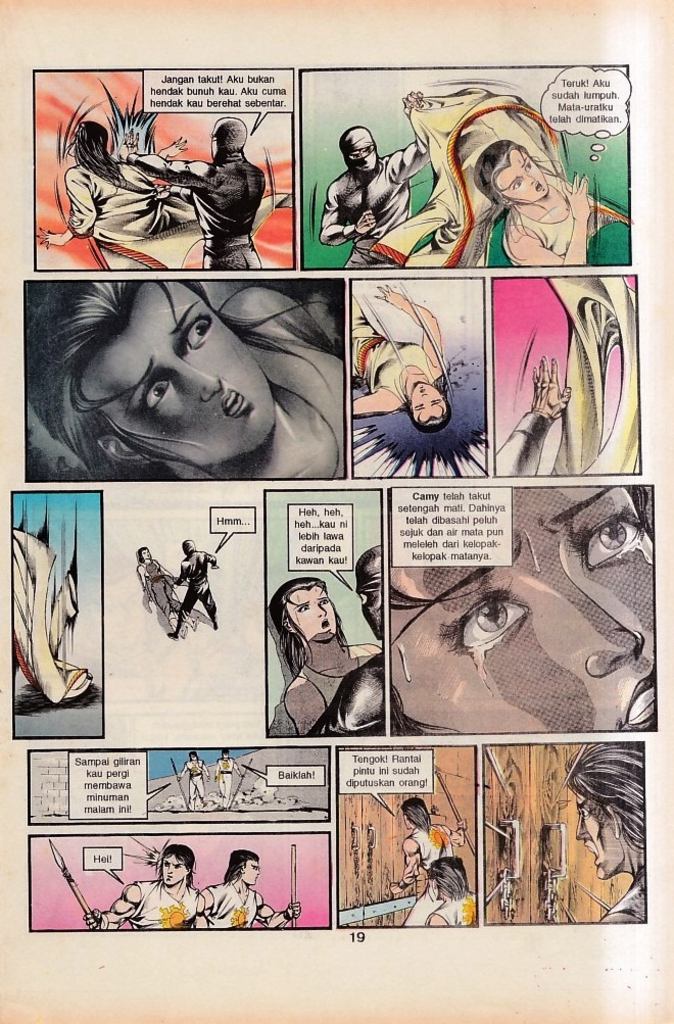 Jangan takut! Aku bukan
hendak bunuh kau. Aku cuma
hendak kau berehat sebentar.
Teruk! Aku
sudah lumpuh.
Mata-uratku
telah dimatikan.
Hmm...
Heh, heh,
heh...kau ni
lebih lawa
daripada
kawan kau!
Camy telah takut
setengah mati. Dahinya
telah dibasahi peluh
sejuk dan air mata pun
meleleh dari kelopak-
kelopak matanya.
Sampai giliran
kau pergi
membawa
minuman
malam ini!
Baiklah!
Hei!
Tengok! Rantai
pintu ini sudah
diputuskan orang!
19